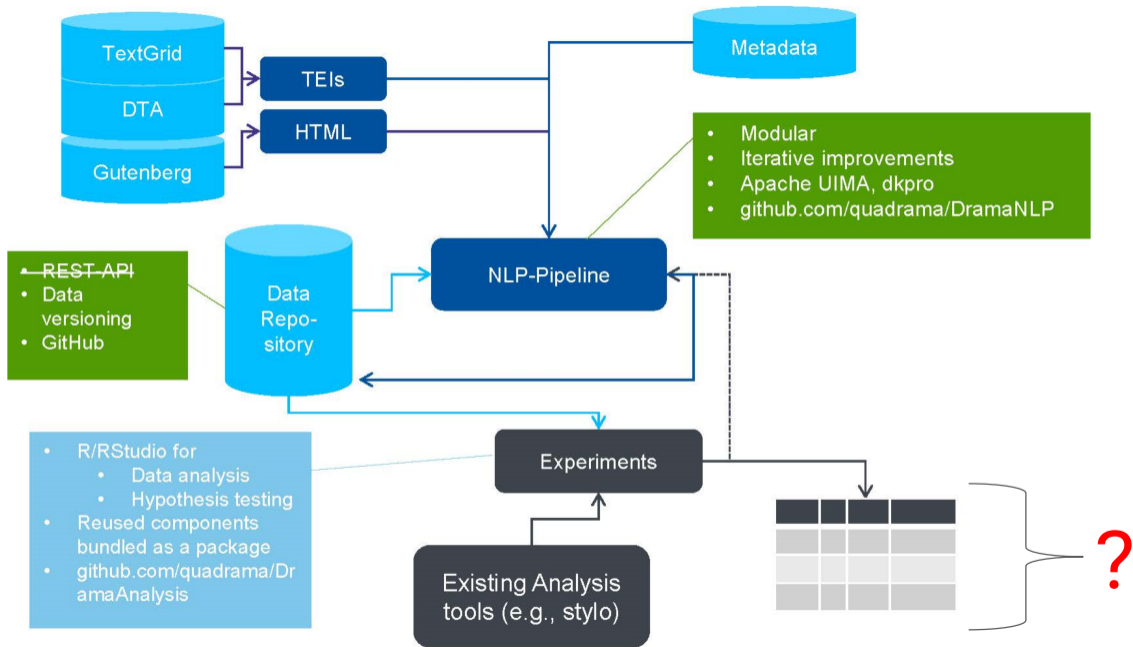 TextGrid
DTA
Gutenberg
TEIs
HTML
Metadata
• Modular
• Iterative improvements
• Apache UIMA, dkpro
• github.com/quadrama/DramaNLP
• REST-API
• Data
versioning
• GitHub
Data
Repo-
sitory
NLP-Pipeline
• R/RStudio for
• Data analysis
• Hypothesis testing
• Reused components
bundled as a package
• github.com/quadrama/Dr
amaAnalysis
Experiments
Existing Analysis
tools (e.g., stylo)
?